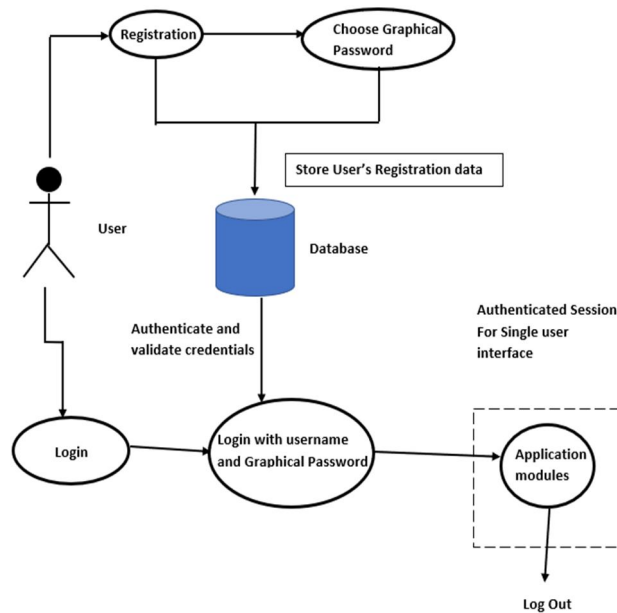 Registration
Choose Graphical
Password
Store User's Registration data
User
Database
Authenticate and
validate credentials
Authenticated Session
For Single user
interface
Login
Login with username
and Graphical Password
Application
modules
Log Out